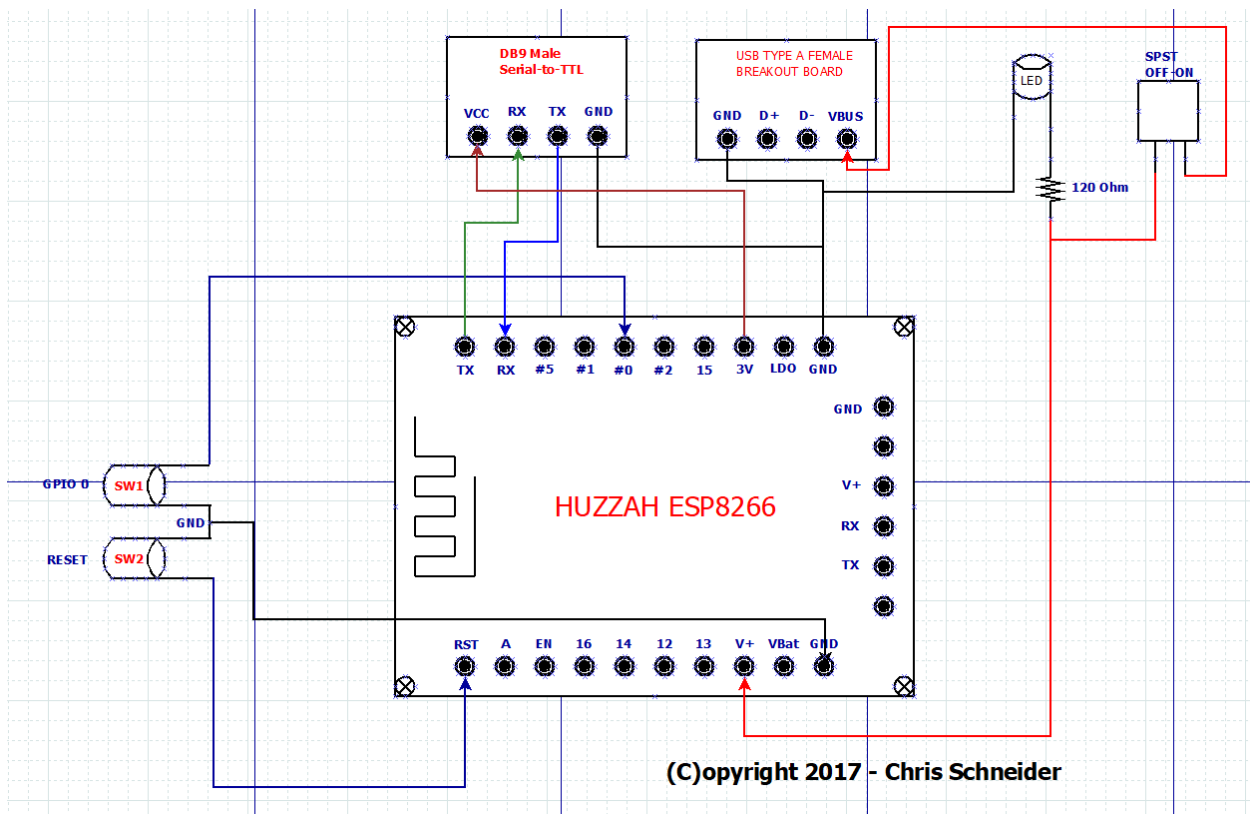 DB9 Male
Serial-to-TTL
VCC RX TX GND
USB TYPE A FEMALE
BREAKOUT BOARD
GND D+ D- VBUS
LED
SPST
OFF-ON
120 Ohm
TX RX #5 #1 #0 #2 15 3V LDO GND
GND
V+
RX
TX
HUZZAH ESP8266
GPIO 0 SW1
GND
RESET SW2
RST A EN 16 14 12 13 V+ VBat GND
(C)opyright 2017 - Chris Schneider